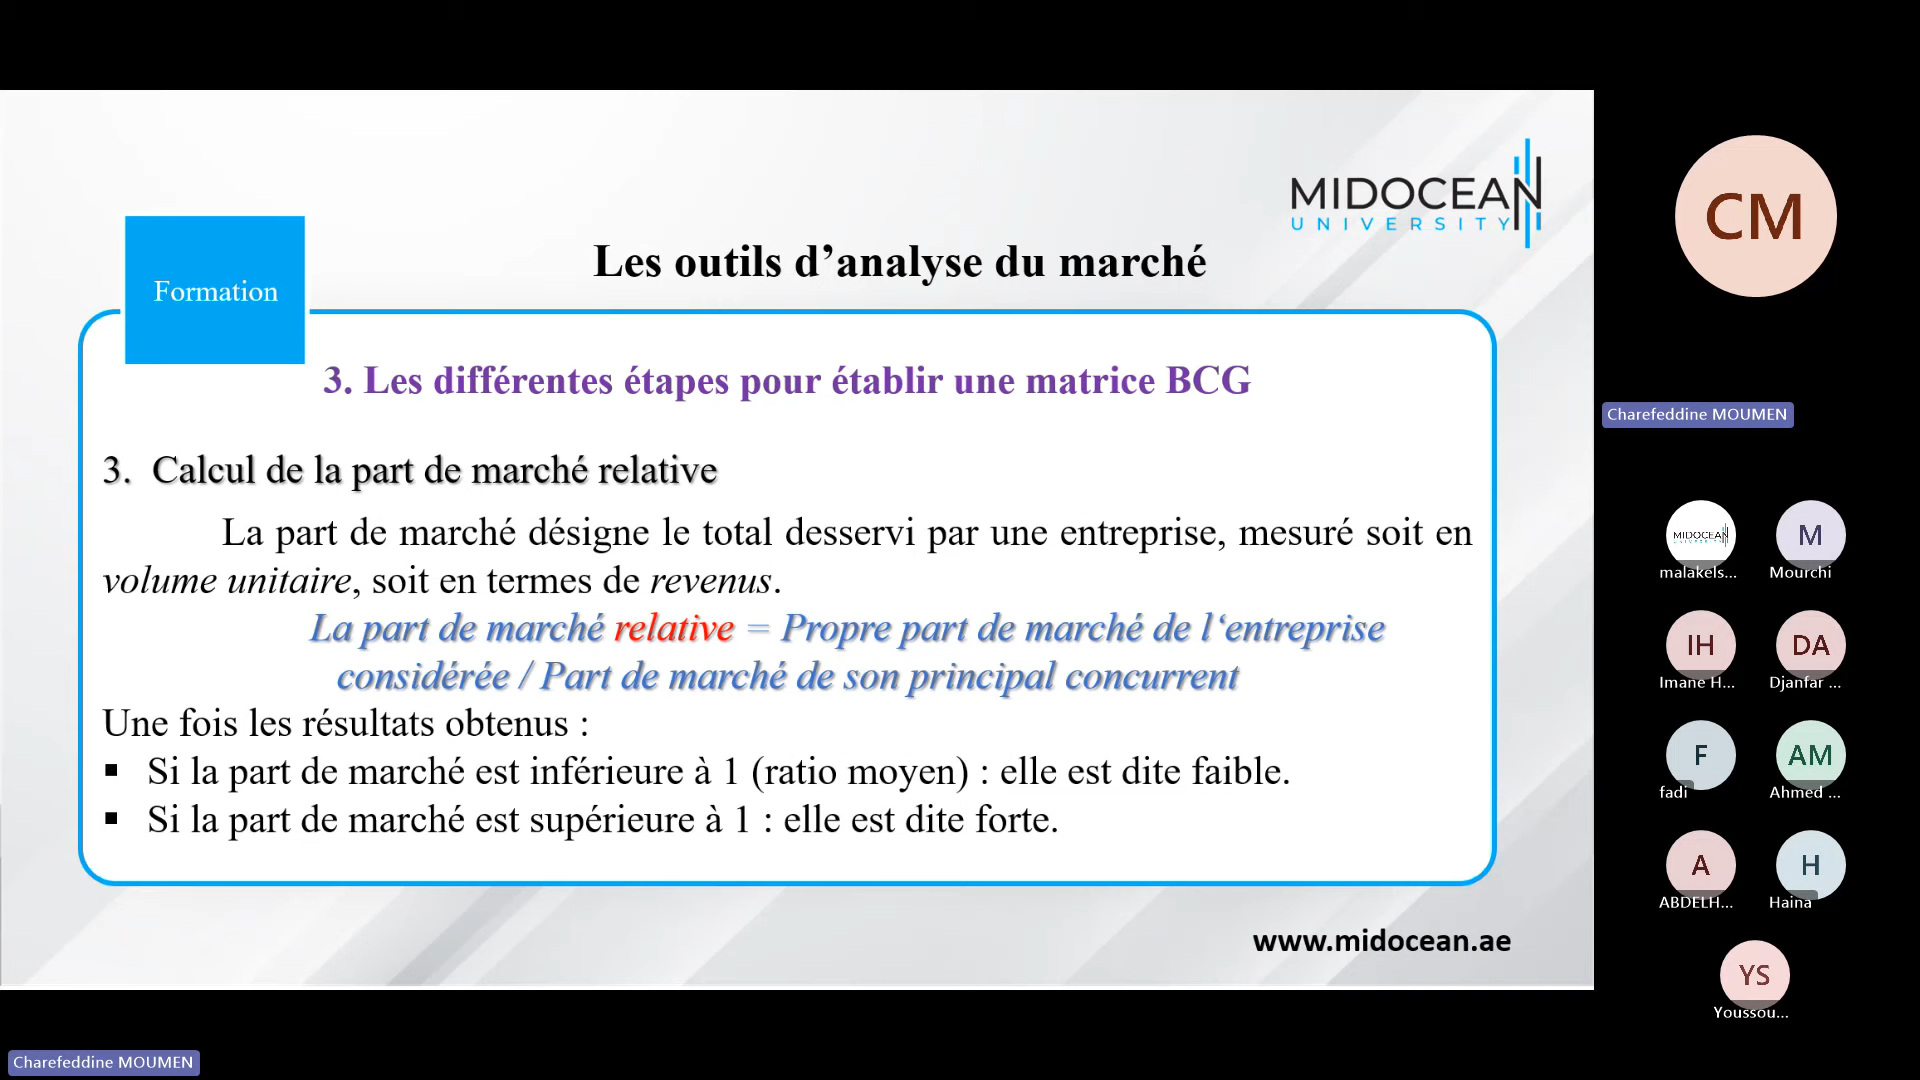 MIDOCEAN
UNIVERSITY
Formation
Les outils d’analyse du marché
3. Les différentes étapes pour établir une matrice BCG
3. Calcul de la part de marché relative
La part de marché désigne le total desservi par une entreprise, mesuré soit en
volume unitaire, soit en termes de revenus.
La part de marché relative = Propre part de marché de l‘entreprise
considérée / Part de marché de son principal concurrent
Une fois les résultats obtenus :
▪ Si la part de marché est inférieure à 1 (ratio moyen) : elle est dite faible.
▪ Si la part de marché est supérieure à 1 : elle est dite forte.
www.midocean.ae
Charefeddine MOUMEN
CM
Charefeddine MOUMEN
MIDOCEAN
malakels...
M
Mourchi
IH
Imane H...
DA
Djanfar ...
F
fadi
AM
Ahmed ...
A
ABDELH...
H
Haina
YS
Youssou...